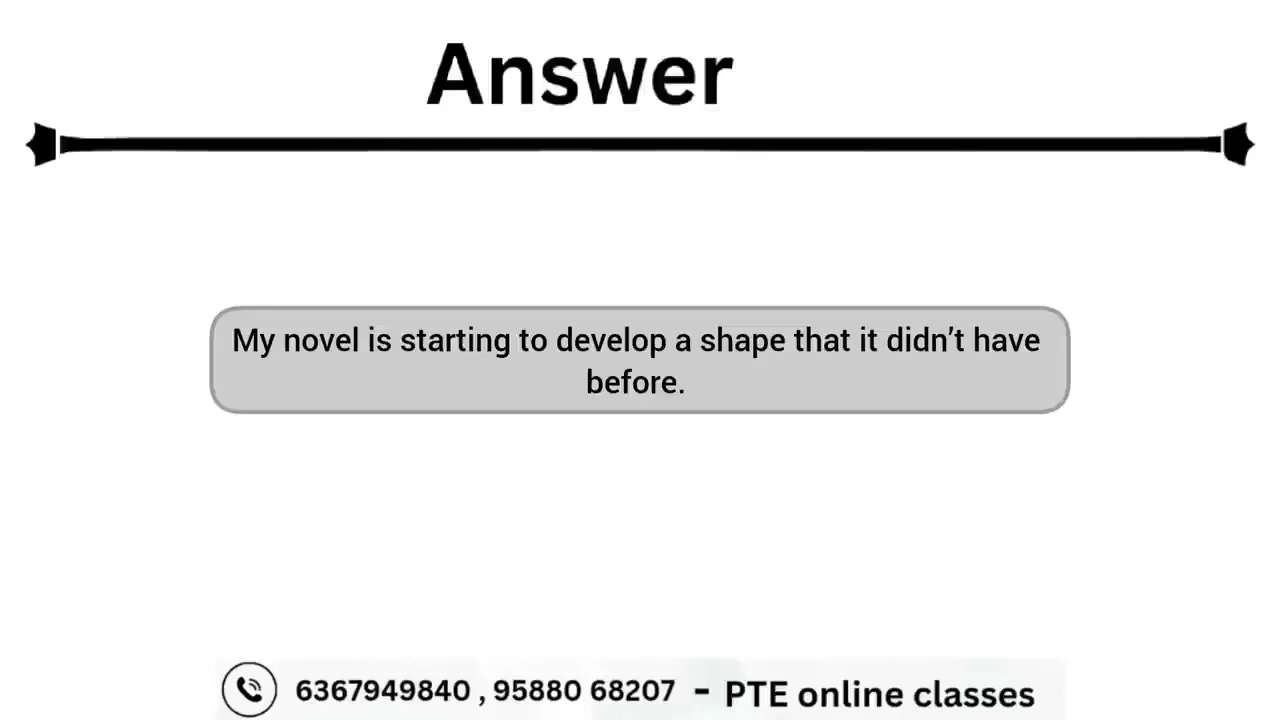 Answer
My novel is starting to develop a shape that it didn’t have
before.
6367949840 , 95880 68207 - PTE online classes